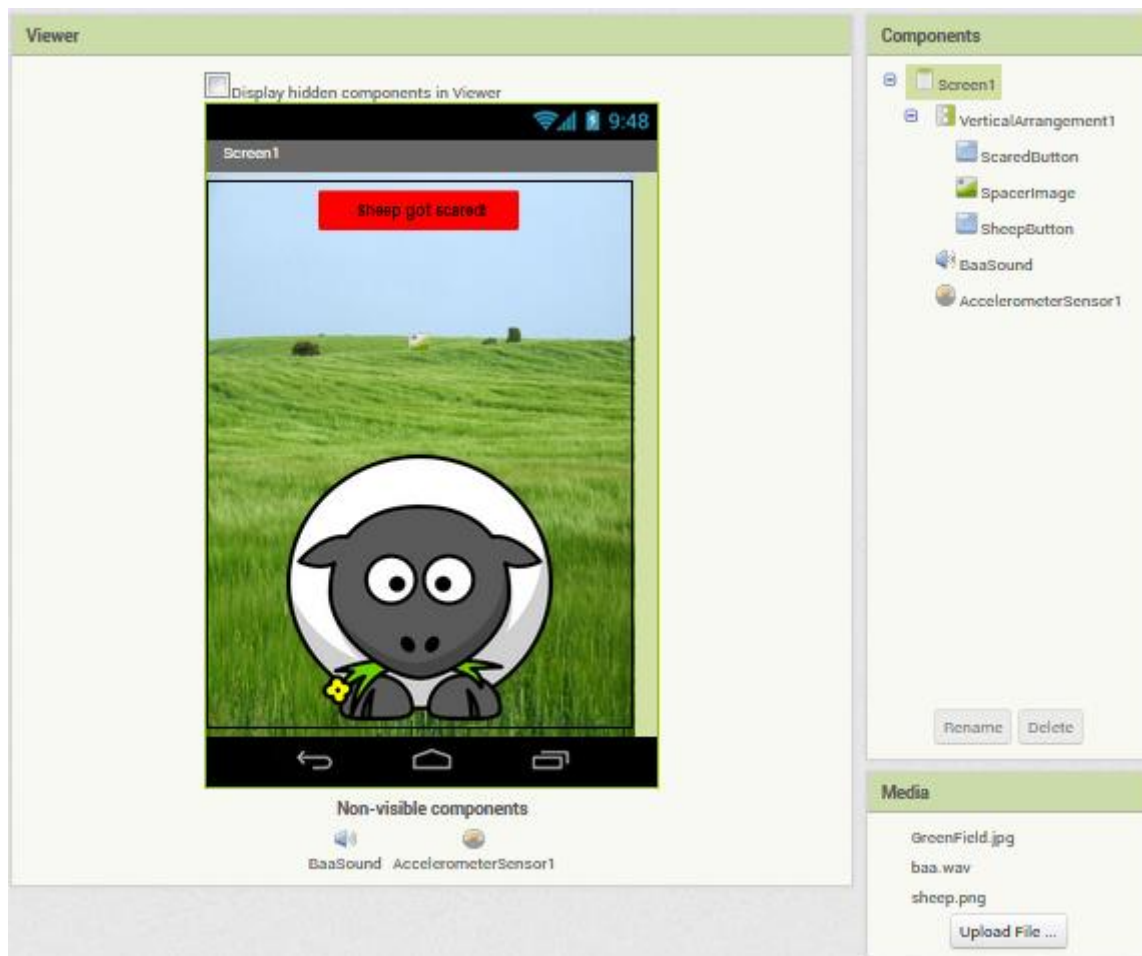 Viewer
Display hidden components in Viewer
9:48
Screen1
Sheep got scared!
Non-visible components
BaaSound AccelerometerSensor1
Components
Screen1
VerticalArrangement1
ScaredButton
SpacerImage
SheepButton
BaaSound
AccelerometerSensor1
Rename Delete
Media
GreenField.jpg
baa.wav
sheep.png
Upload File ...